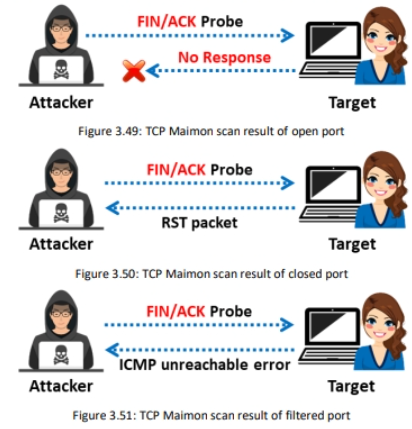 FIN/ACK Probe
No Response
Attacker Target
Figure 3.49: TCP Maimon scan result of open port
FIN/ACK Probe
RST packet
Attacker Target
Figure 3.50: TCP Maimon scan result of closed port
FIN/ACK Probe
ICMP unreachable error
Attacker Target
Figure 3.51: TCP Maimon scan result of filtered port